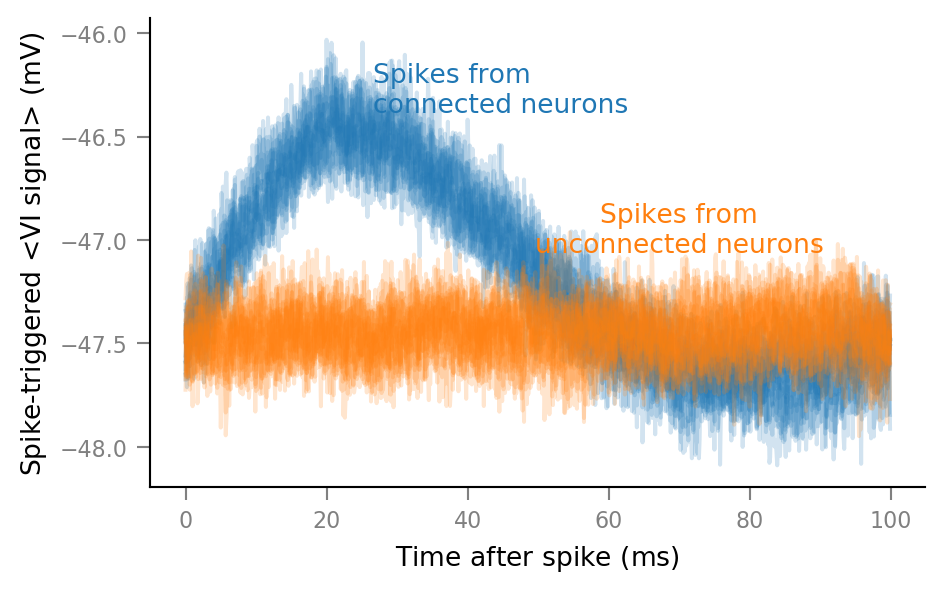 Spike-triggered <VI signal> (mV)
−46.0
−46.5
−47.0
−47.5
−48.0
Spikes from
connected neurons
Spikes from
unconnected neurons
0
20
40
60
80
100
Time after spike (ms)